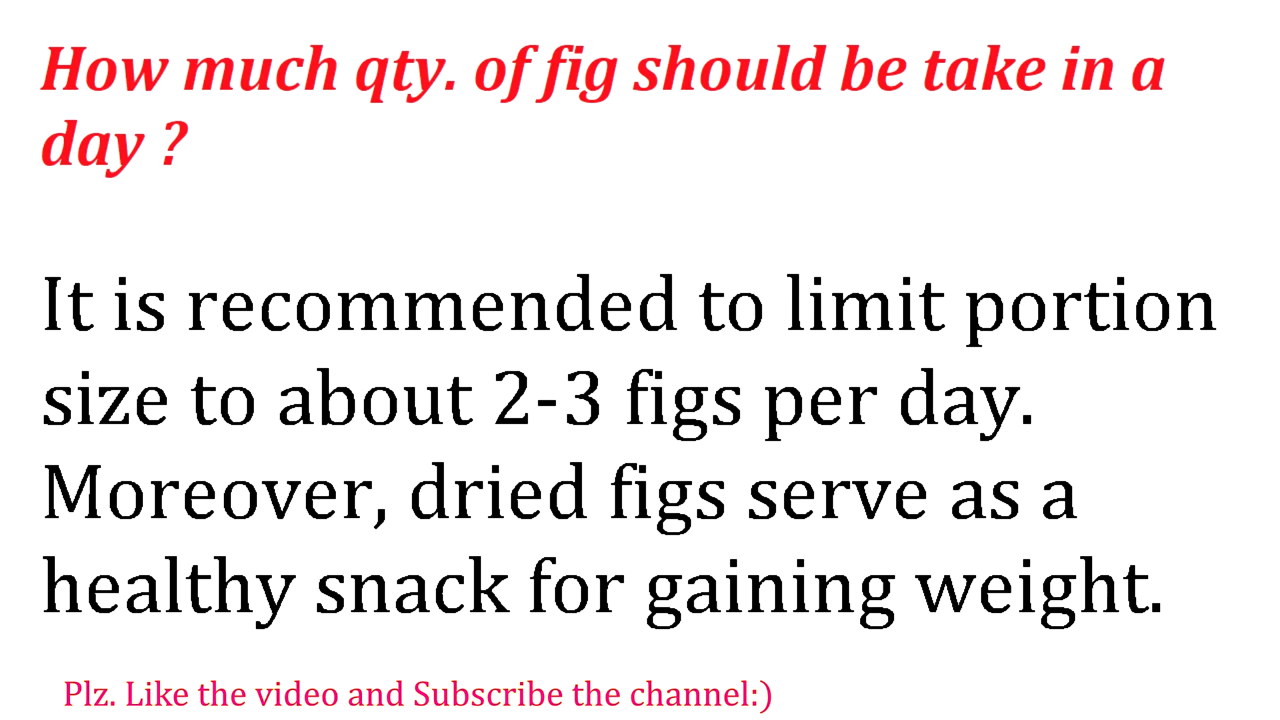 How much qty. of fig should be take in a
day ?
It is recommended to limit portion
size to about 2-3 figs per day.
Moreover, dried figs serve as a
healthy snack for gaining weight.
Plz. Like the video and Subscribe the channel:)